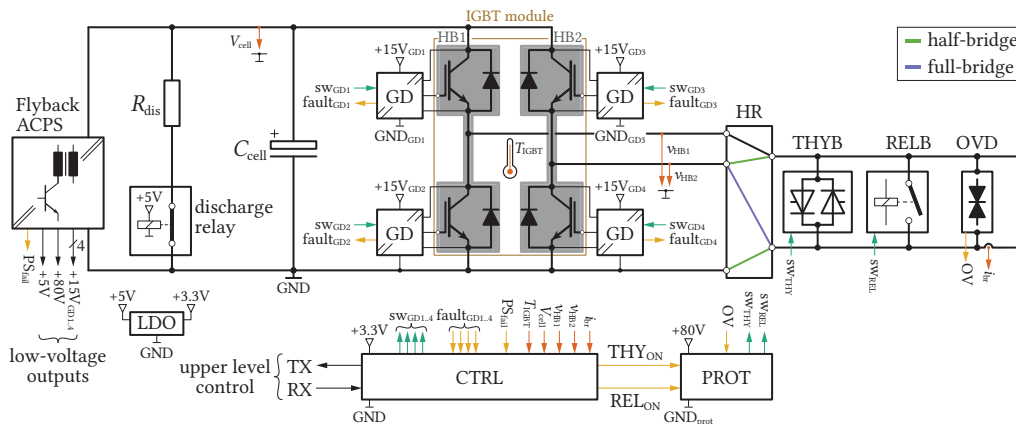 IGBT module
HB1
HB2
half-bridge
full-bridge
V_cell
+15V_GD1
+15V_GD3
sw_GD1
fault_GD1
GD
GND_GD1
GD
sw_GD3
fault_GD3
GND_GD3
Flyback
ACPS
R_dis
C_cell
+
T_IGBT
v_HB1
v_HB2
HR
THYB
RELB
OVD
+5V
discharge
relay
+15V_GD2
+15V_GD4
sw_GD2
fault_GD2
GD
GD
sw_GD4
fault_GD4
4
PS_fail
+5V
+80V
+15V_GD1..4
GND
sw_THY
sw_REL
OV
i_br
+5V
+3.3V
LDO
GND
low-voltage
outputs
upper level
control
TX
RX
+3.3V
sw_GD1..4
fault_GD1..4
PS_fail
T_IGBT
V_cell
v_HB1
v_HB2
i_br
CTRL
GND
THY_ON
REL_ON
+80V
OV
sw_THY
sw_REL
PROT
GND_prot